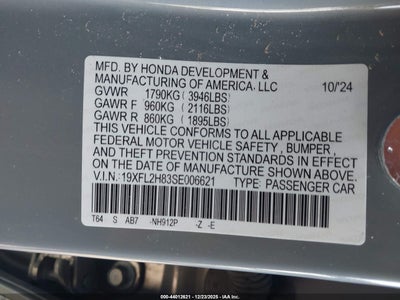 MFD. BY HONDA DEVELOPMENT &
MANUFACTURING OF AMERICA, LLC 10/'24
GVWR 1790KG ( 3946LBS)
GAWR F 960KG ( 2116LBS)
GAWR R 860KG ( 1895LBS)
THIS VEHICLE CONFORMS TO ALL APPLICABLE
FEDERAL MOTOR VEHICLE SAFETY , BUMPER ,
AND THEFT PREVENTION STANDARDS IN EFFECT
ON THE DATE OF MANUFACTURE SHOWN ABOVE.
V.I.N: 19XFL2H83SE006621 TYPE: PASSENGER CAR
T64 S AB7 -NH912P -Z -E
000-44012621 - 12/23/2025 - IAA LLC